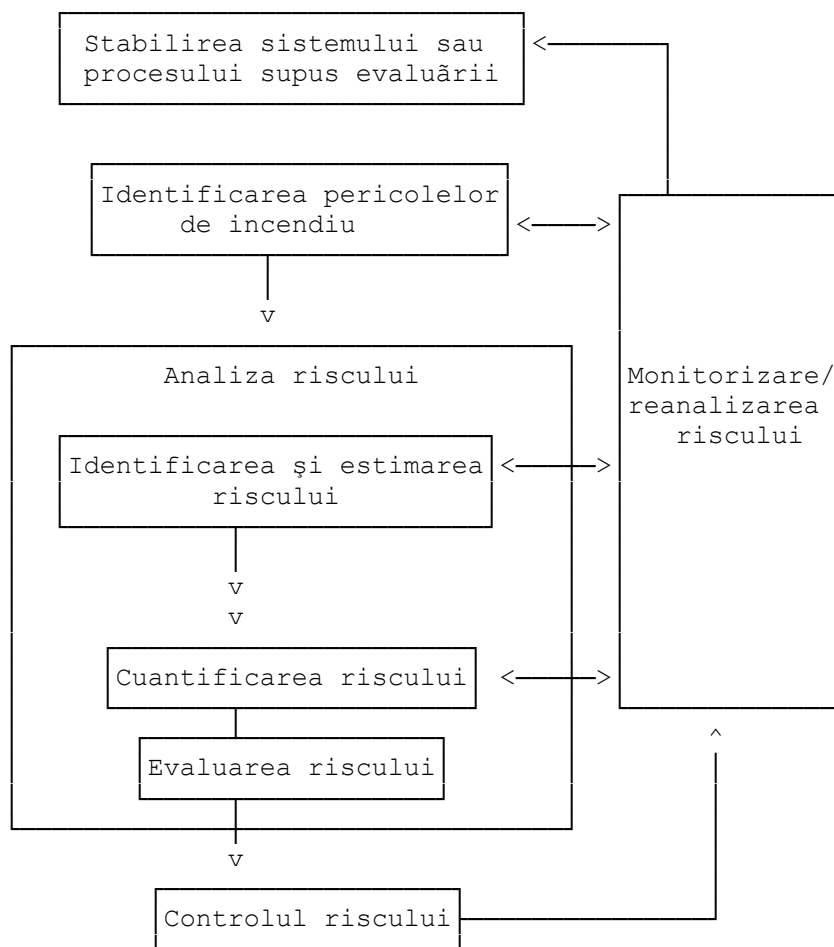 Stabilirea sistemului sau
procesului supus evaluãrii
Identificarea pericolelor
de incendiu
Analiza riscului
Monitorizare/
reanalizarea
riscului
Identificarea şi estimarea
riscului
Cuantificarea riscului
Evaluarea riscului
Controlul riscului